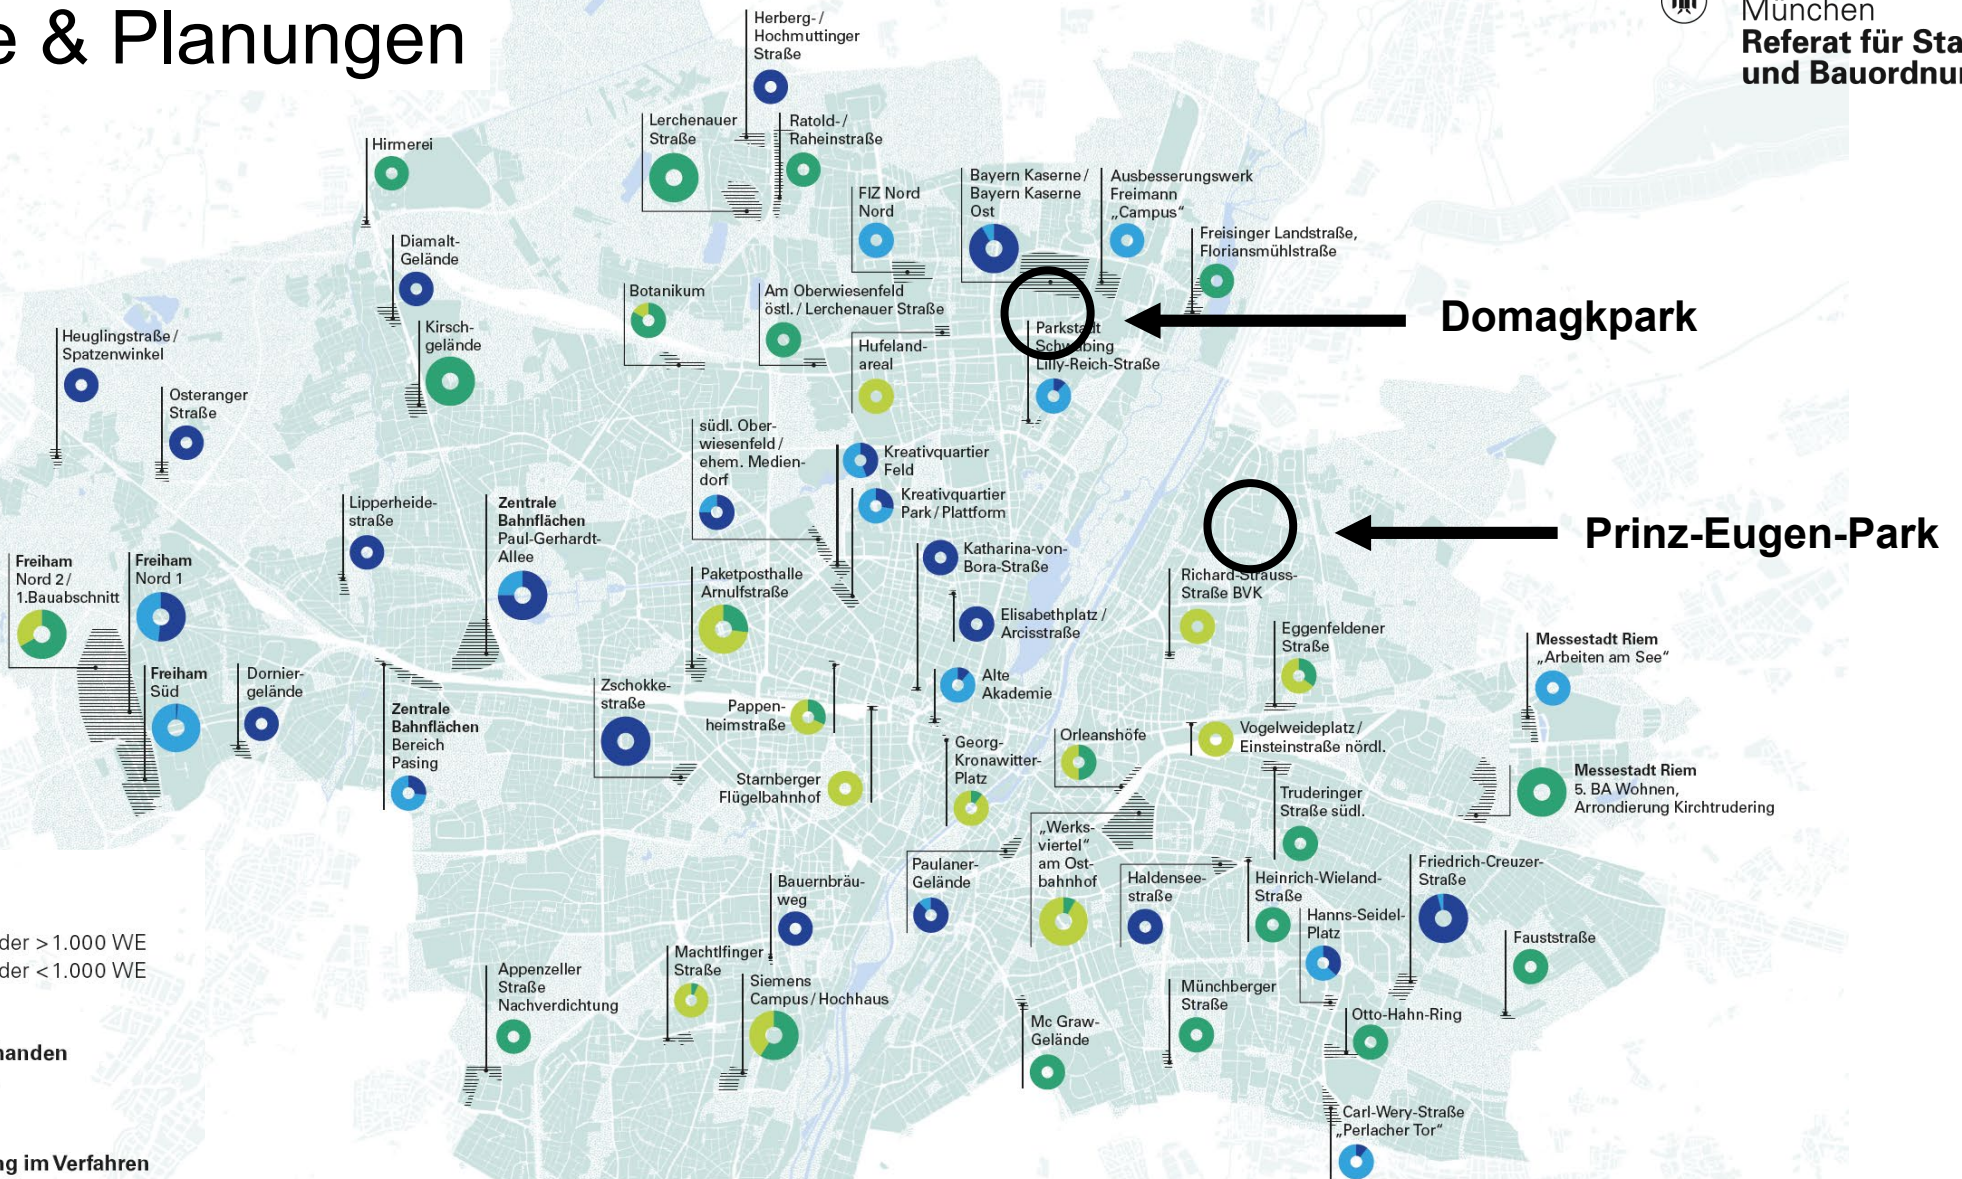 e & Planungen
München
Referat für Sta
und Bauordnu
Herberg-/
Hochmuttinger
Straße
Lerchenauer
Straße
Ratold-/
Raheinstraße
Hirmerei
FIZ Nord
Nord
Bayern Kaserne/
Bayern Kaserne
Ost
Ausbesserungswerk
Freimann
„Campus“
Freisinger Landstraße,
Floriansmühlstraße
Diamalt-
Gelände
Botanikum
Am Oberwiesenfeld
östl. / Lerchenauer Straße
Domagkpark
Heuglingstraße/
Spatzenwinkel
Kirsch-
gelände
Hufeland-
areal
Parkstadt
Schwabing
Lilly-Reich-Straße
Osteranger
Straße
südl. Ober-
wiesenfeld/
ehem. Medien-
dorf
Kreativquartier
Feld
Kreativquartier
Park/Plattform
Lipperheide-
straße
Zentrale
Bahnflächen
Paul-Gerhardt-
Allee
Prinz-Eugen-Park
Freiham
Nord 2/
1.Bauabschnitt
Freiham
Nord 1
Paketposthalle
Arnulfstraße
Katharina-von-
Bora-Straße
Elisabethplatz/
Arcisstraße
Richard-Strauss-
Straße BVK
Eggenfeldener
Straße
Messestadt Riem
„Arbeiten am See“
Freiham
Süd
Dornier-
gelände
Zentrale
Bahnflächen
Bereich
Pasing
Zschokke-
straße
Pappen-
heimstraße
Alte
Akademie
Starnberger
Flügelbahnhof
Georg-
Kronawitter-
Platz
Orleanshöfe
Vogelweideplatz/
Einsteinstraße nördl.
Truderinger
Straße südl.
Messestadt Riem
5. BA Wohnen,
Arrondierung Kirchtrudering
„Werks-
viertel“
am Ost-
bahnhof
Paulaner-
Gelände
Haldensee-
straße
Heinrich-Wieland-
Straße
Friedrich-Creuzer-
Straße
Bauernbräu-
weg
Hanns-Seidel-
Platz
Fauststraße
der >1.000 WE
der <1.000 WE
Appenzeller
Straße
Nachverdichtung
Machtlfinger
Straße
Siemens
Campus/Hochhaus
Mc Graw-
Gelände
Münchberger
Straße
Otto-Hahn-Ring
handen
Carl-Wery-Straße
„Perlacher Tor“
ng im Verfahren